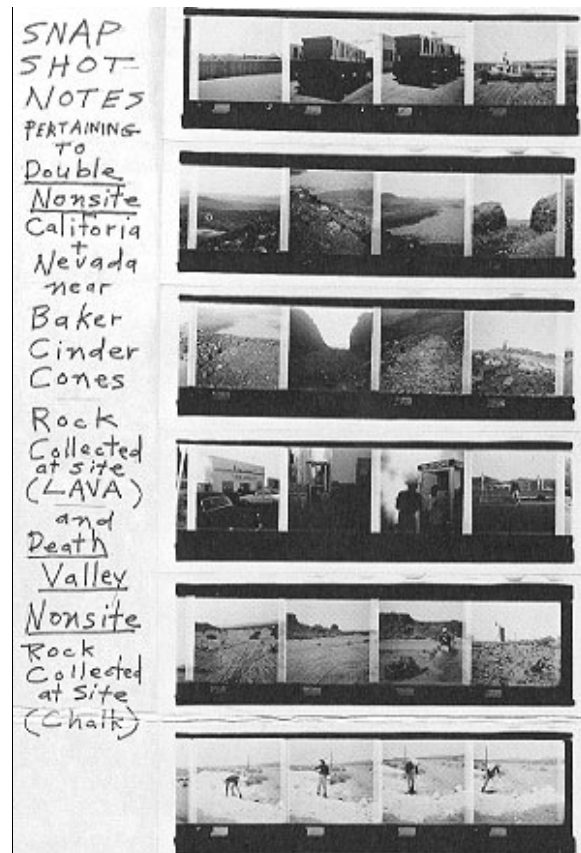 SNAP
SHOT
NOTES
PERTAINING
TO
Double
Nonsite
Califoria
+
Nevada
near
Baker
Cinder
Cones
Rock
Collected
at site
(LAVA)
and
Death
Valley
Nonsite
Rock
Collected
at Site
(Chalk)